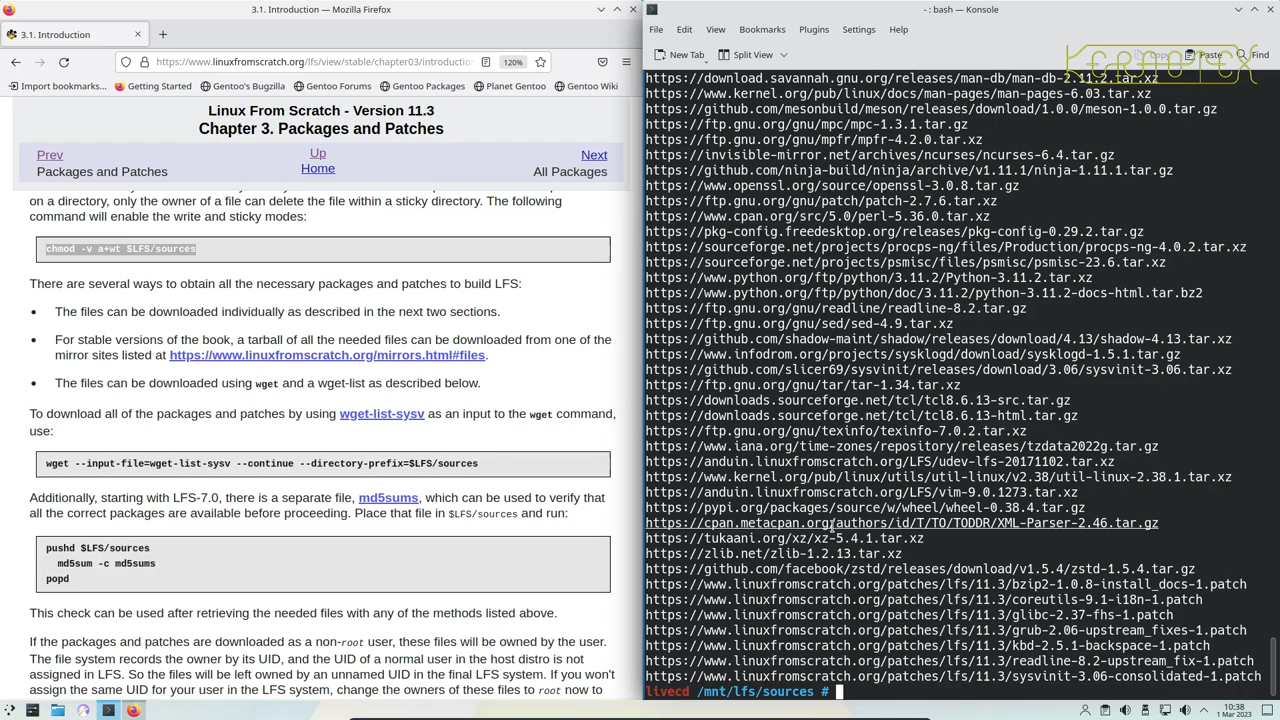 3.1. Introduction — Mozilla Firefox
3.1. Introduction
https://www.linuxfromscratch.org/lfs/view/stable/chapter03/introduction
120%
Import bookmarks...
Getting Started
Gentoo's Bugzilla
Gentoo Forums
Gentoo Packages
Planet Gentoo
Gentoo Wiki
Linux From Scratch - Version 11.3
Chapter 3. Packages and Patches
Prev
Packages and Patches
Up
Home
Next
All Packages
on a directory, only the owner of a file can delete the file within a sticky directory. The following
command will enable the write and sticky modes:
chmod -v a+wt $LFS/sources
There are several ways to obtain all the necessary packages and patches to build LFS:
• The files can be downloaded individually as described in the next two sections.
• For stable versions of the book, a tarball of all the needed files can be downloaded from one of the
mirror sites listed at https://www.linuxfromscratch.org/mirrors.html#files.
• The files can be downloaded using wget and a wget-list as described below.
To download all of the packages and patches by using wget-list-sysv as an input to the wget command,
use:
wget --input-file=wget-list-sysv --continue --directory-prefix=$LFS/sources
Additionally, starting with LFS-7.0, there is a separate file, md5sums, which can be used to verify that
all the correct packages are available before proceeding. Place that file in $LFS/sources and run:
pushd $LFS/sources
md5sum -c md5sums
popd
This check can be used after retrieving the needed files with any of the methods listed above.
If the packages and patches are downloaded as a non-root user, these files will be owned by the user.
The file system records the owner by its UID, and the UID of a normal user in the host distro is not
assigned in LFS. So the files will be left owned by an unnamed UID in the final LFS system. If you won't
assign the same UID for your user in the LFS system, change the owners of these files to root now to
- : bash — Konsole
File Edit View Bookmarks Plugins Settings Help
New Tab
Split View
Copy
Paste
Find
KERNOTEX
https://download.savannah.gnu.org/releases/man-db/man-db-2.11.2.tar.xz
https://www.kernel.org/pub/linux/docs/man-pages/man-pages-6.03.tar.xz
https://github.com/mesonbuild/meson/releases/download/1.0.0/meson-1.0.0.tar.gz
https://ftp.gnu.org/gnu/mpc/mpc-1.3.1.tar.gz
https://ftp.gnu.org/gnu/mpfr/mpfr-4.2.0.tar.xz
https://invisible-mirror.net/archives/ncurses/ncurses-6.4.tar.gz
https://github.com/ninja-build/ninja/archive/v1.11.1/ninja-1.11.1.tar.gz
https://www.openssl.org/source/openssl-3.0.8.tar.gz
https://ftp.gnu.org/gnu/patch/patch-2.7.6.tar.xz
https://www.cpan.org/src/5.0/perl-5.36.0.tar.xz
https://pkg-config.freedesktop.org/releases/pkg-config-0.29.2.tar.gz
https://sourceforge.net/projects/procps-ng/files/Production/procps-ng-4.0.2.tar.xz
https://sourceforge.net/projects/psmisc/files/psmisc/psmisc-23.6.tar.xz
https://www.python.org/ftp/python/3.11.2/Python-3.11.2.tar.xz
https://www.python.org/ftp/python/doc/3.11.2/python-3.11.2-docs-html.tar.bz2
https://ftp.gnu.org/gnu/readline/readline-8.2.tar.gz
https://ftp.gnu.org/gnu/sed/sed-4.9.tar.xz
https://github.com/shadow-maint/shadow/releases/download/4.13/shadow-4.13.tar.xz
https://www.infodrom.org/projects/sysklogd/download/sysklogd-1.5.1.tar.gz
https://github.com/slicer69/sysvinit/releases/download/3.06/sysvinit-3.06.tar.xz
https://ftp.gnu.org/gnu/tar/tar-1.34.tar.xz
https://downloads.sourceforge.net/tcl/tcl8.6.13-src.tar.gz
https://downloads.sourceforge.net/tcl/tcl8.6.13-html.tar.gz
https://ftp.gnu.org/gnu/texinfo/texinfo-7.0.2.tar.xz
https://www.iana.org/time-zones/repository/releases/tzdata2022g.tar.gz
https://anduin.linuxfromscratch.org/LFS/udev-lfs-20171102.tar.xz
https://www.kernel.org/pub/linux/utils/util-linux/v2.38/util-linux-2.38.1.tar.xz
https://anduin.linuxfromscratch.org/LFS/vim-9.0.1273.tar.xz
https://pypi.org/packages/source/w/wheel/wheel-0.38.4.tar.gz
https://cpan.metacpan.org/authors/id/T/TO/TODDR/XML-Parser-2.46.tar.gz
https://tukaani.org/xz/xz-5.4.1.tar.xz
https://zlib.net/zlib-1.2.13.tar.xz
https://github.com/facebook/zstd/releases/download/v1.5.4/zstd-1.5.4.tar.gz
https://www.linuxfromscratch.org/patches/lfs/11.3/bzip2-1.0.8-install_docs-1.patch
https://www.linuxfromscratch.org/patches/lfs/11.3/coreutils-9.1-i18n-1.patch
https://www.linuxfromscratch.org/patches/lfs/11.3/glibc-2.37-fhs-1.patch
https://www.linuxfromscratch.org/patches/lfs/11.3/grub-2.06-upstream_fixes-1.patch
https://www.linuxfromscratch.org/patches/lfs/11.3/kbd-2.5.1-backspace-1.patch
https://www.linuxfromscratch.org/patches/lfs/11.3/readline-8.2-upstream_fix-1.patch
https://www.linuxfromscratch.org/patches/lfs/11.3/sysvinit-3.06-consolidated-1.patch
livecd /mnt/lfs/sources #
10:38
1 Mar 2023